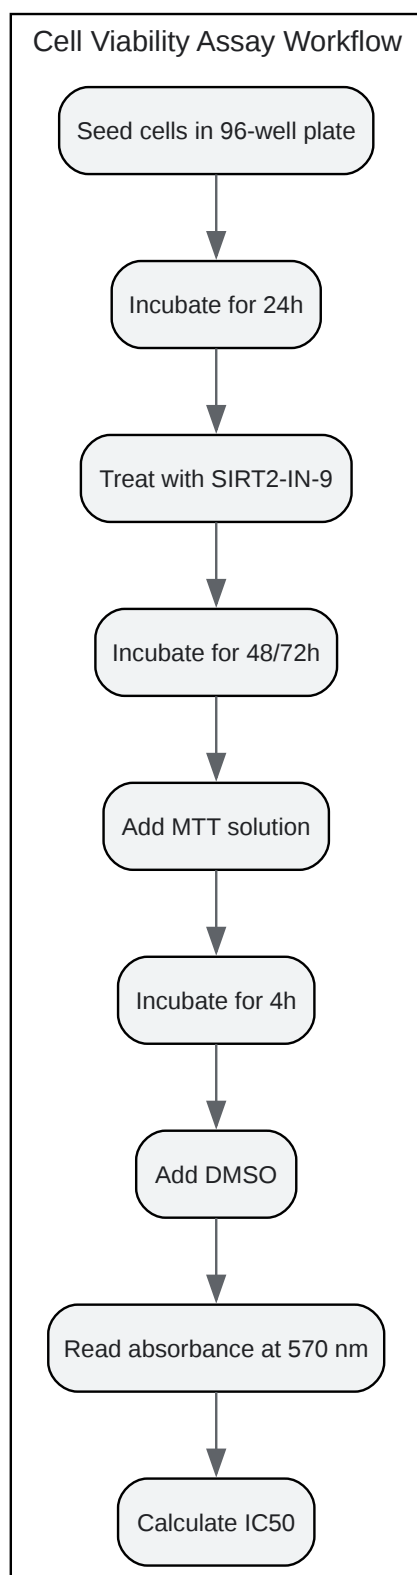 Cell Viability Assay Workflow
Seed cells in 96-well plate
Incubate for 24h
Treat with SIRT2-IN-9
Incubate for 48/72h
Add MTT solution
Incubate for 4h
Add DMSO
Read absorbance at 570 nm
Calculate IC50